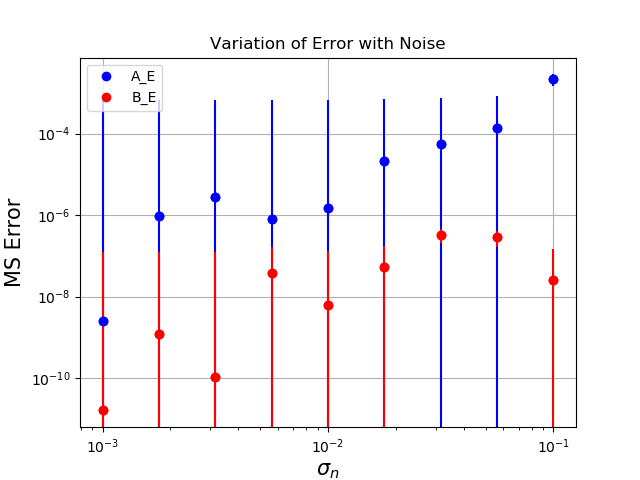 Variation of Error with Noise
A_E
B_E
MS Error
10⁻⁴
10⁻⁶
10⁻⁸
10⁻¹⁰
10⁻³
10⁻²
10⁻¹
σₙ